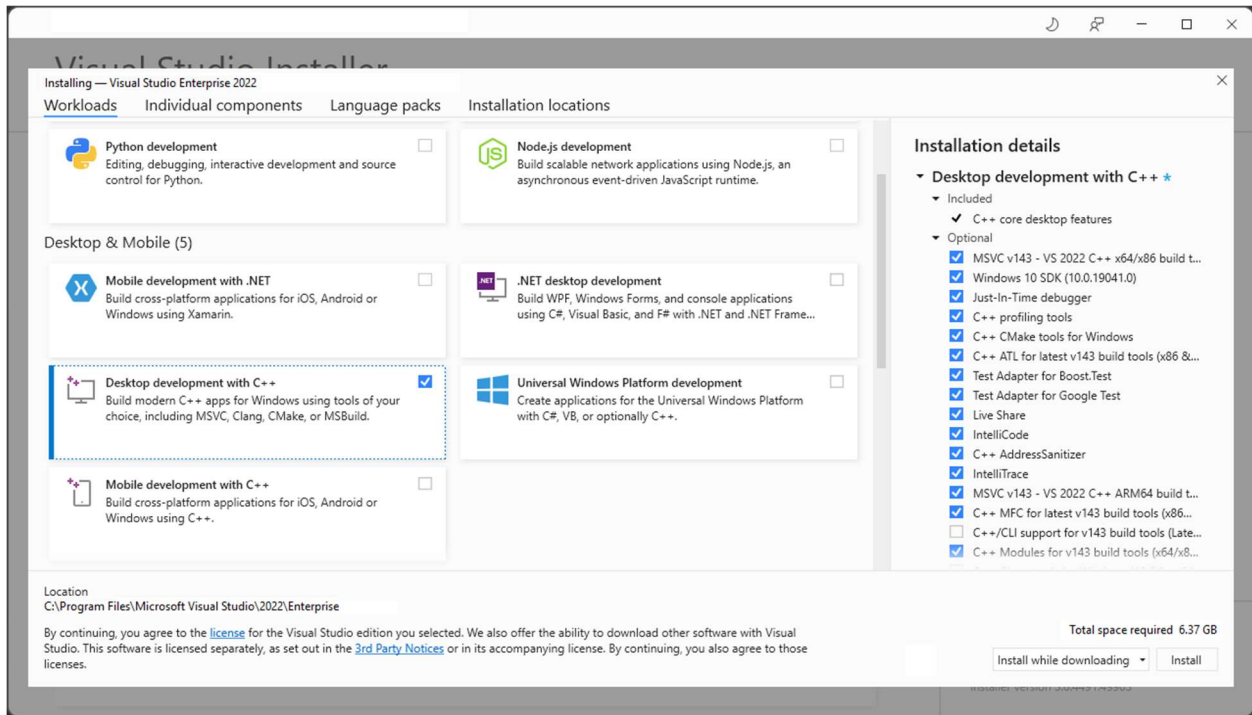 Visual Studio Installer
Installing — Visual Studio Enterprise 2022
Workloads
Individual components
Language packs
Installation locations
Python development
Editing, debugging, interactive development and source
control for Python.
JS
Node.js development
Build scalable network applications using Node.js, an
asynchronous event-driven JavaScript runtime.
Desktop & Mobile (5)
Mobile development with .NET
Build cross-platform applications for iOS, Android or
Windows using Xamarin.
.NET
.NET desktop development
Build WPF, Windows Forms, and console applications
using C#, Visual Basic, and F# with .NET and .NET Frame...
Desktop development with C++
Build modern C++ apps for Windows using tools of your
choice, including MSVC, Clang, CMake, or MSBuild.
Universal Windows Platform development
Create applications for the Universal Windows Platform
with C#, VB, or optionally C++.
Mobile development with C++
Build cross-platform applications for iOS, Android or
Windows using C++.
Installation details
Desktop development with C++ *
Included
C++ core desktop features
Optional
MSVC v143 - VS 2022 C++ x64/x86 build t...
Windows 10 SDK (10.0.19041.0)
Just-In-Time debugger
C++ profiling tools
C++ CMake tools for Windows
C++ ATL for latest v143 build tools (x86 &...
Test Adapter for Boost.Test
Test Adapter for Google Test
Live Share
IntelliCode
C++ AddressSanitizer
IntelliTrace
MSVC v143 - VS 2022 C++ ARM64 build t...
C++ MFC for latest v143 build tools (x86...
C++/CLI support for v143 build tools (Late...
C++ Modules for v143 build tools (x64/x8...
Location
C:\Program Files\Microsoft Visual Studio\2022\Enterprise
By continuing, you agree to the license for the Visual Studio edition you selected. We also offer the ability to download other software with Visual
Studio. This software is licensed separately, as set out in the 3rd Party Notices or in its accompanying license. By continuing, you also agree to those
licenses.
Total space required 6.37 GB
Install while downloading
Install